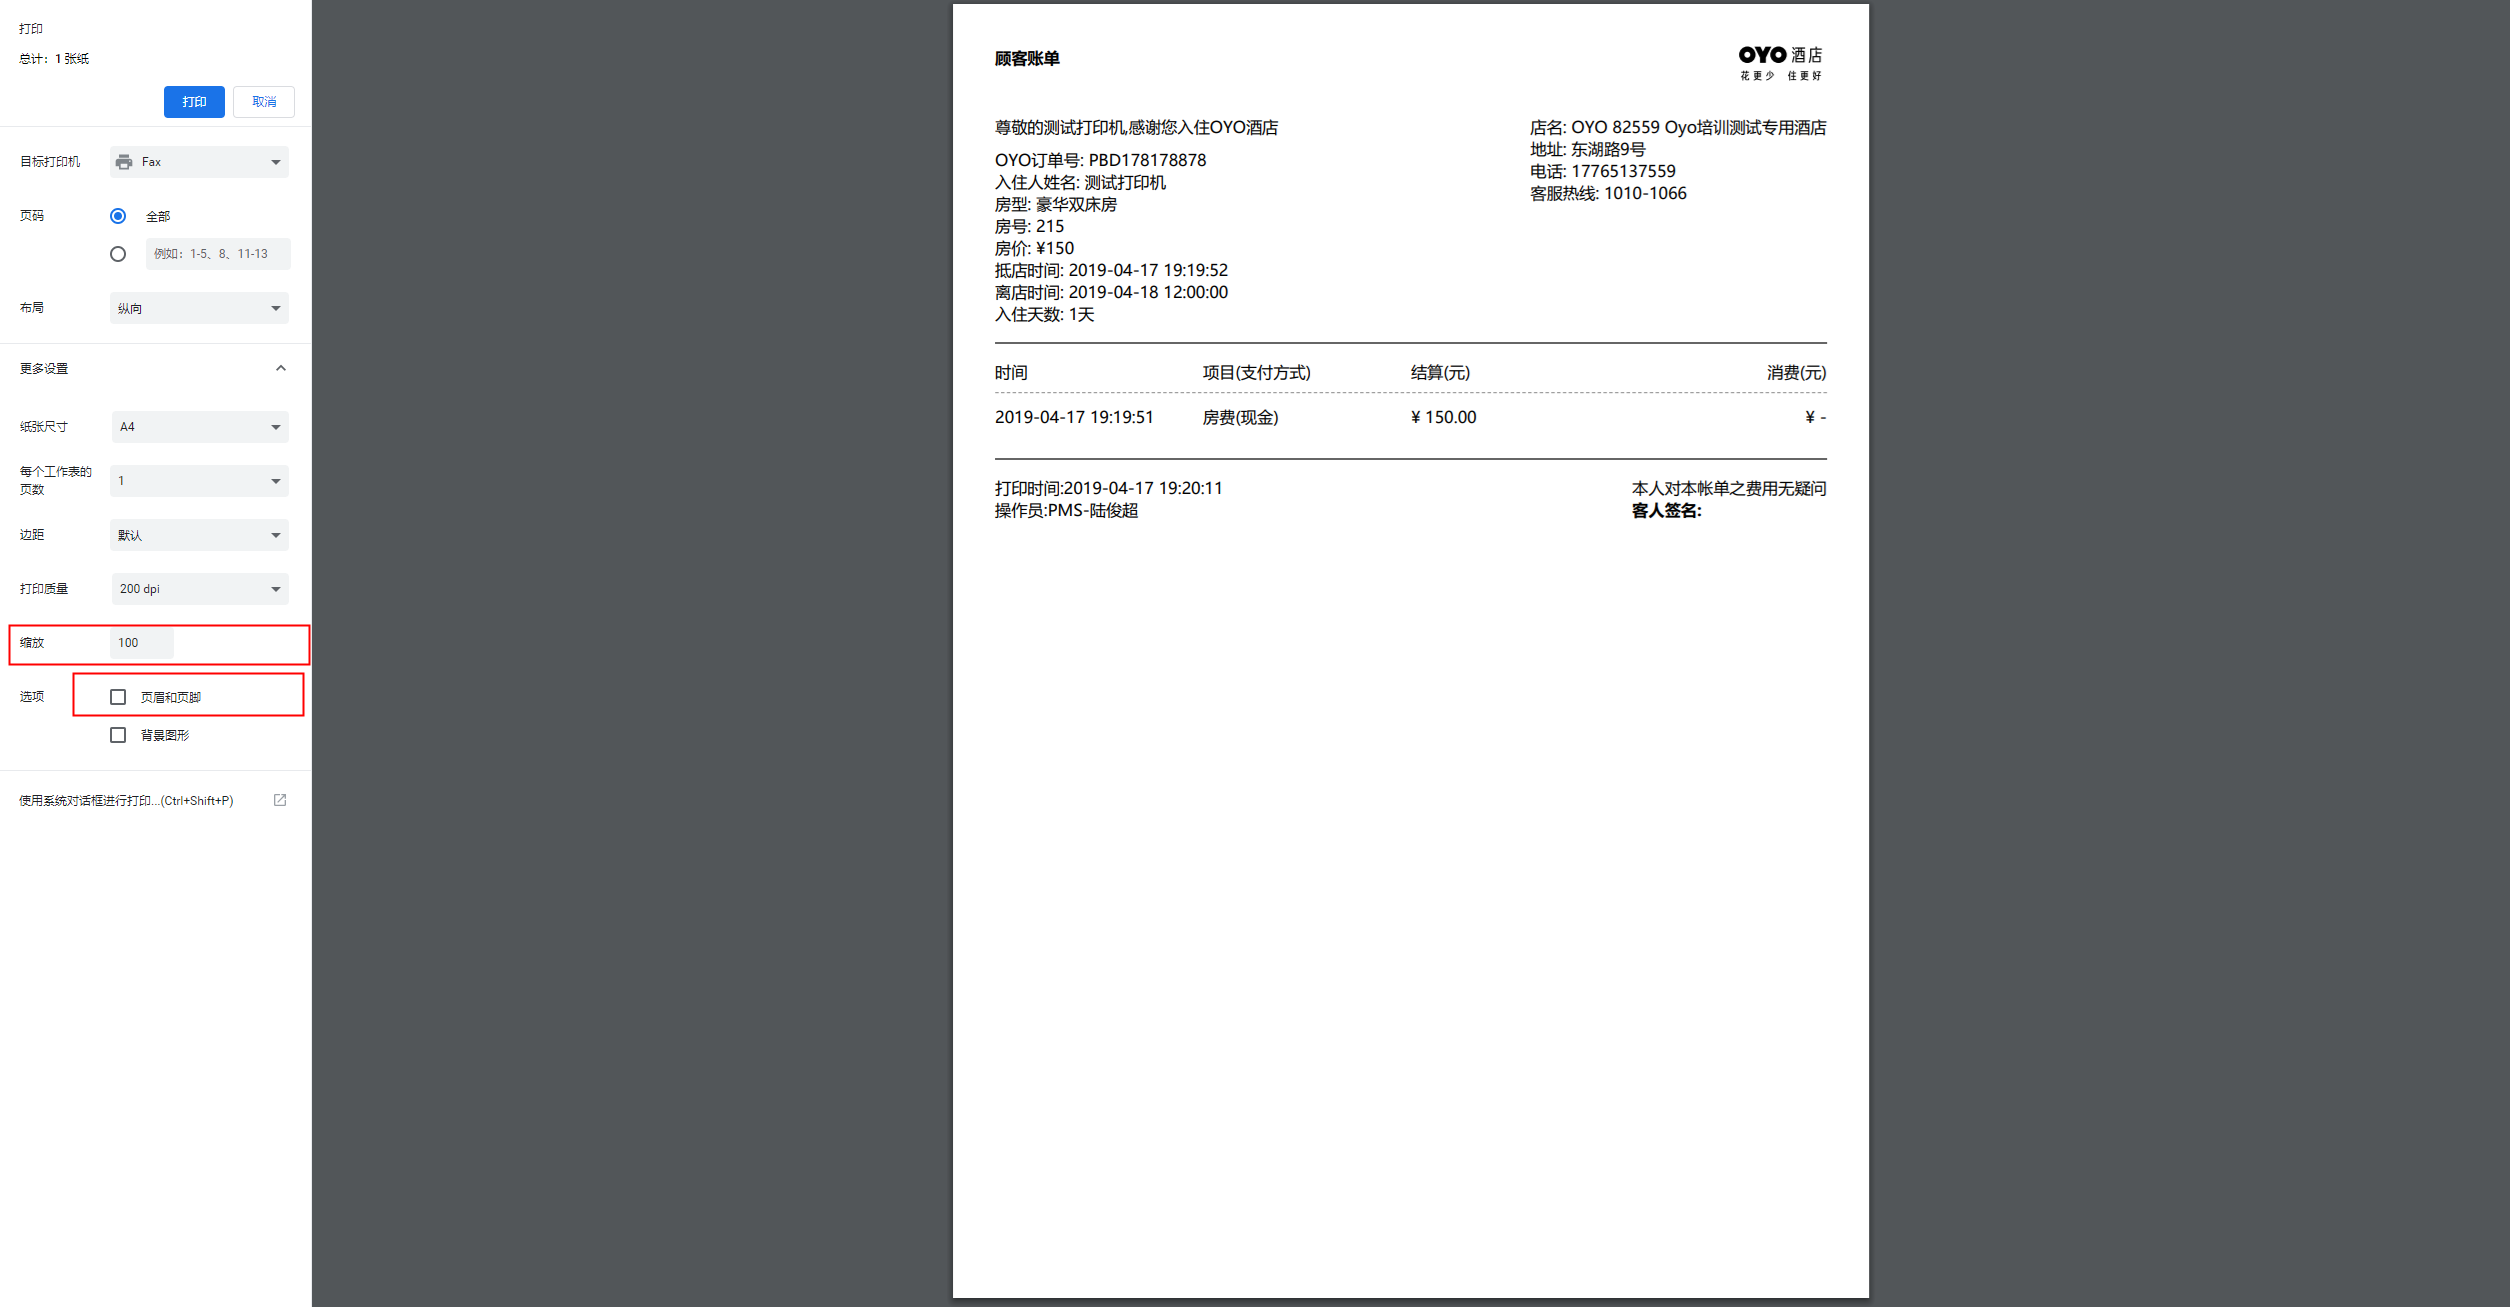 打印
总计：1 张纸
打印
取消
目标打印机
Fax
页码
全部
例如：1-5、8、11-13
布局
纵向
更多设置
纸张尺寸
A4
每个工作表的
页数
1
边距
默认
打印质量
200 dpi
缩放
100
选项
页眉和页脚
背景图形
使用系统对话框进行打印...(Ctrl+Shift+P)
顾客账单
OYO 酒店
花更少 住更好
尊敬的测试打印机,感谢您入住OYO酒店
OYO订单号: PBD178178878
入住人姓名: 测试打印机
房型: 豪华双床房
房号: 215
房价: ¥150
抵店时间: 2019-04-17 19:19:52
离店时间: 2019-04-18 12:00:00
入住天数: 1天
店名: OYO 82559 Oyo培训测试专用酒店
地址: 东湖路9号
电话: 17765137559
客服热线: 1010-1066
时间 项目(支付方式) 结算(元) 消费(元)
2019-04-17 19:19:51 房费(现金) ¥ 150.00 ¥ -
打印时间:2019-04-17 19:20:11
操作员:PMS-陆俊超
本人对本帐单之费用无疑问
客人签名: